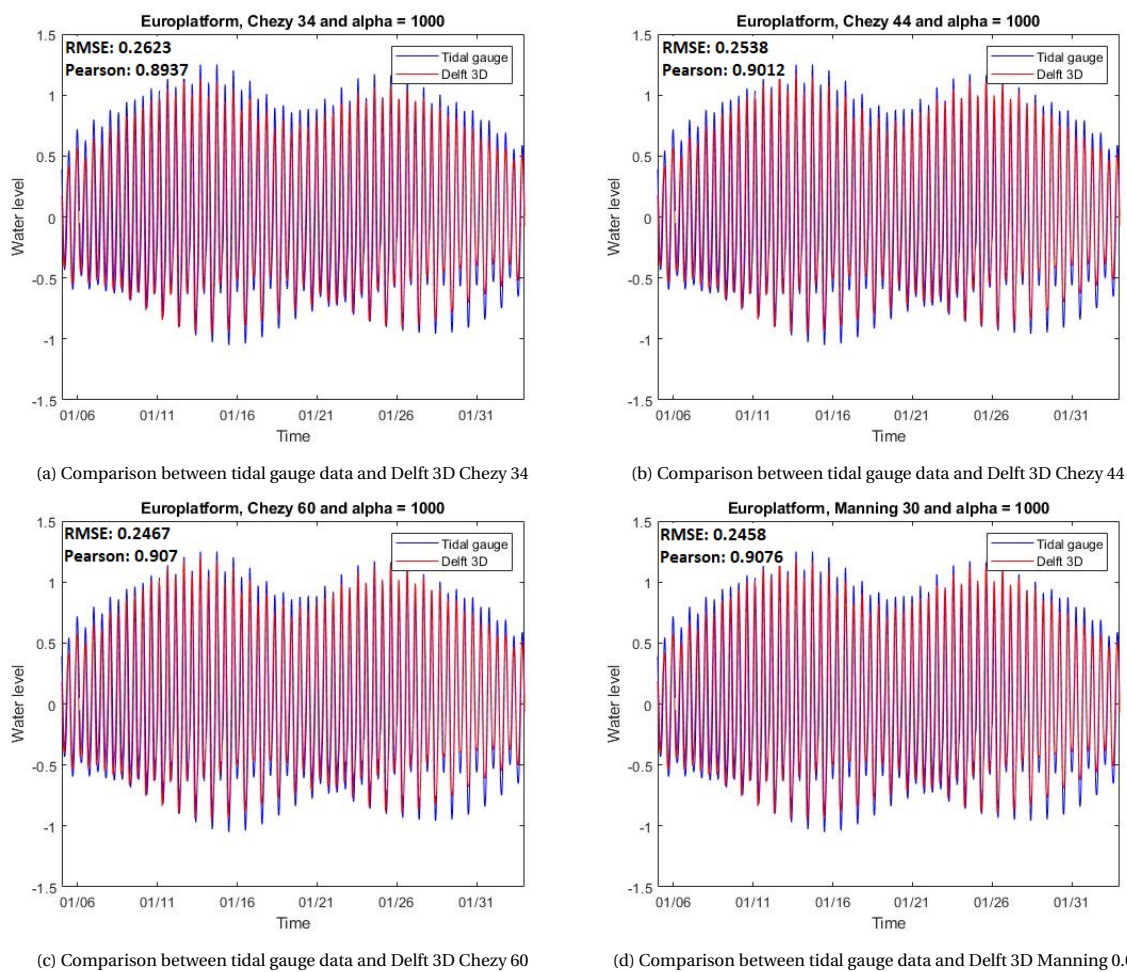 Europlatform, Chezy 34 and alpha = 1000
RMSE: 0.2623
Pearson: 0.8937
Tidal gauge
Delft 3D
1.5
1
0.5
0
-0.5
-1
-1.5
Water level
01/06 01/11 01/16 01/21 01/26 01/31
Time
(a) Comparison between tidal gauge data and Delft 3D Chezy 34
Europlatform, Chezy 44 and alpha = 1000
RMSE: 0.2538
Pearson: 0.9012
Tidal gauge
Delft 3D
1.5
1
0.5
0
-0.5
-1
-1.5
Water level
01/06 01/11 01/16 01/21 01/26 01/31
Time
(b) Comparison between tidal gauge data and Delft 3D Chezy 44
Europlatform, Chezy 60 and alpha = 1000
RMSE: 0.2467
Pearson: 0.907
Tidal gauge
Delft 3D
1.5
1
0.5
0
-0.5
-1
-1.5
Water level
01/06 01/11 01/16 01/21 01/26 01/31
Time
(c) Comparison between tidal gauge data and Delft 3D Chezy 60
Europlatform, Manning 30 and alpha = 1000
RMSE: 0.2458
Pearson: 0.9076
Tidal gauge
Delft 3D
1.5
1
0.5
0
-0.5
-1
-1.5
Water level
01/06 01/11 01/16 01/21 01/26 01/31
Time
(d) Comparison between tidal gauge data and Delft 3D Manning